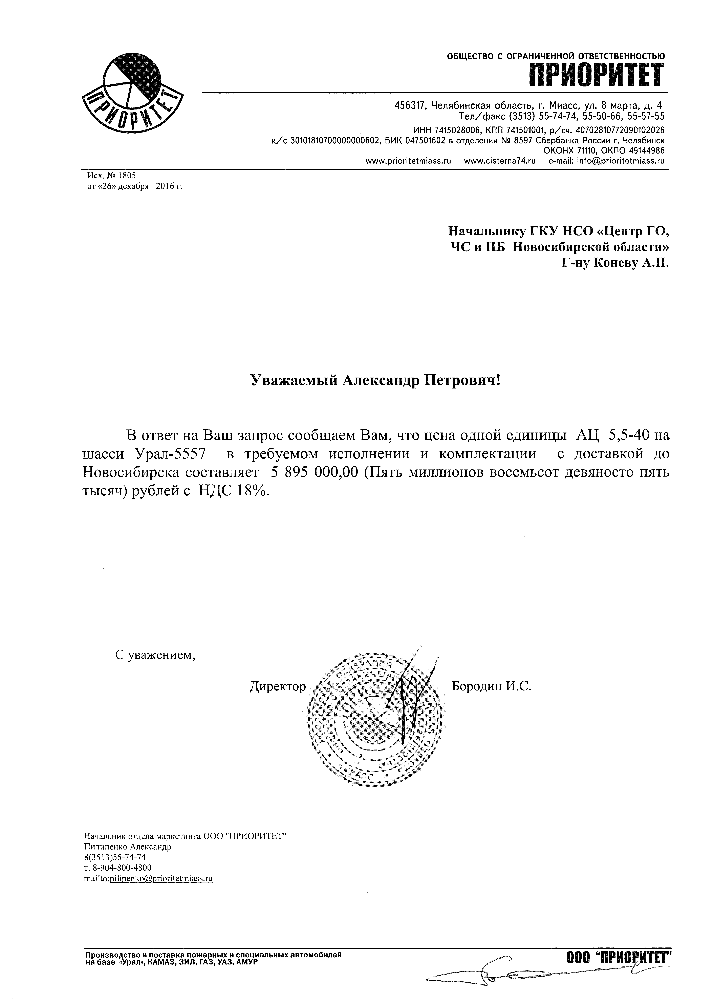 ПРИОРИТЕТ
ОБЩЕСТВО С ОГРАНИЧЕННОЙ ОТВЕТСТВЕННОСТЬЮ
ПРИОРИТЕТ
456317, Челябинская область, г. Миасс, ул. 8 марта, д. 4
Тел/факс (3513) 55-74-74, 55-50-66, 55-57-55
ИНН 7415028006, КПП 741501001, р/сч. 40702810772090102026
к/с 30101810700000000602, БИК 047501602 в отделении № 8597 Сбербанка России г. Челябинск
ОКОНХ 71110, ОКПО 49144986
www.prioritetmiass.ru www.cisterna74.ru e-mail: info@prioritetmiass.ru
Исх. № 1805
от «26» декабря 2016 г.
Начальнику ГКУ НСО «Центр ГО,
ЧС и ПБ Новосибирской области»
Г-ну Коневу А.П.
Уважаемый Александр Петрович!
В ответ на Ваш запрос сообщаем Вам, что цена одной единицы АЦ 5,5-40 на
шасси Урал-5557 в требуемом исполнении и комплектации с доставкой до
Новосибирска составляет 5 895 000,00 (Пять миллионов восемьсот девяносто пять
тысяч) рублей с НДС 18%.
С уважением,
Директор
Бородин И.С.
РОССИЙСКАЯ ФЕДЕРАЦИЯ ЧЕЛЯБИНСКАЯ ОБЛАСТЬ * г. МИАСС *
ОБЩЕСТВО С ОГРАНИЧЕННОЙ ОТВЕТСТВЕННОСТЬЮ *
ПРИОРИТЕТ
2
Начальник отдела маркетинга ООО "ПРИОРИТЕТ"
Пилипенко Александр
8(3513)55-74-74
т. 8-904-800-4800
mailto:pilipenko@prioritetmiass.ru
Производство и поставка пожарных и специальных автомобилей
на базе «Урал», КАМАЗ, ЗИЛ, ГАЗ, УАЗ, АМУР
ООО "ПРИОРИТЕТ"